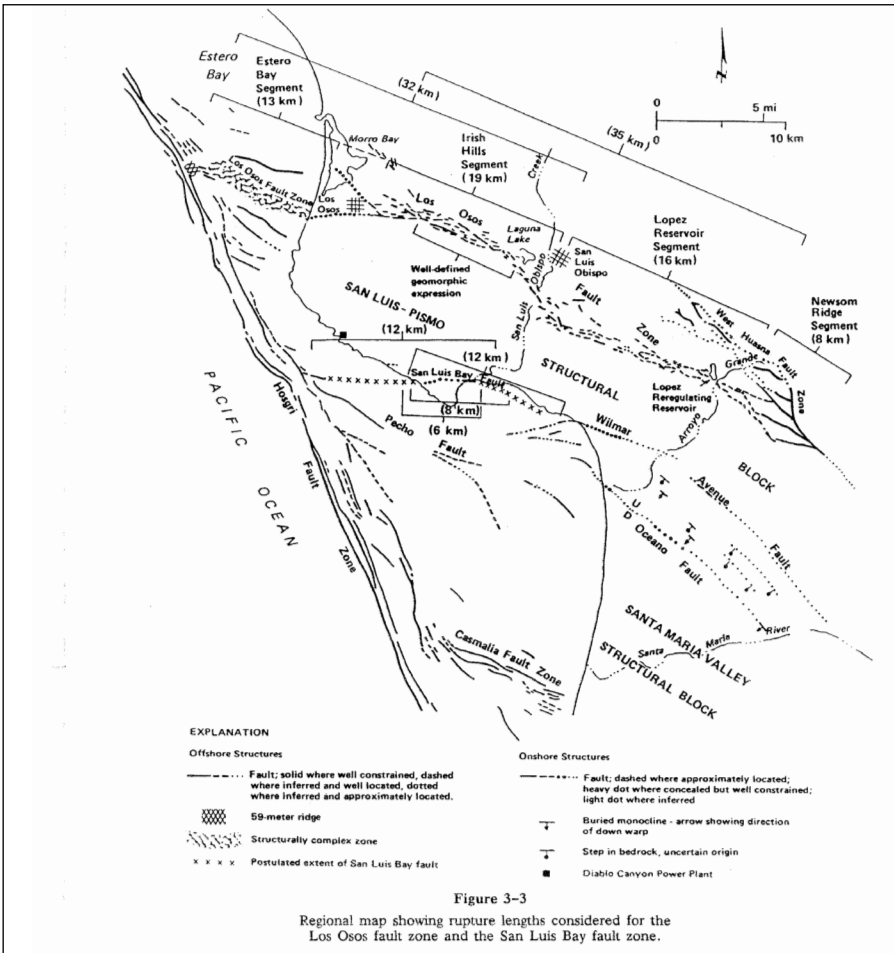 Estero
Bay
Estero
Bay
Segment
(13 km)
(32 km)
(35 km)
0 5 mi
0 10 km
Morro Bay
Irish
Hills
Segment
(19 km)
Creek
Los Osos Fault Zone
Los
Osos
Los Osos
Laguna
Lake
Obispo
San
Luis
Obispo
Lopez
Reservoir
Segment
(16 km)
Newsom
Ridge
Segment
(8 km)
Well-defined
geomorphic
expression
Fault
Zone
West Huasna Fault
Zone
SAN LUIS-PISMO
(12 km)
San Luis
(12 km)
STRUCTURAL
Grande
San Luis Bay Fault
Lopez
Reregulating
Reservoir
(8 km)
(6 km)
Wilmar
Arroyo
PACIFIC
Hosgri
Pecho
Fault
BLOCK
Fault
Avenue
OCEAN
U
D Oceano
Fault
Fault
Zone
SANTA MARIA VALLEY
River
Maria
Santa
STRUCTURAL BLOCK
Casmalia Fault Zone
EXPLANATION
Offshore Structures
Fault; solid where well constrained, dashed
where inferred and well located, dotted
where inferred and approximately located.
59-meter ridge
Structurally complex zone
x x x x Postulated extent of San Luis Bay fault
Onshore Structures
Fault; dashed where approximately located;
heavy dot where concealed but well constrained;
light dot where inferred
Buried monocline - arrow showing direction
of down warp
Step in bedrock, uncertain origin
Diablo Canyon Power Plant
Figure 3-3
Regional map showing rupture lengths considered for the
Los Osos fault zone and the San Luis Bay fault zone.